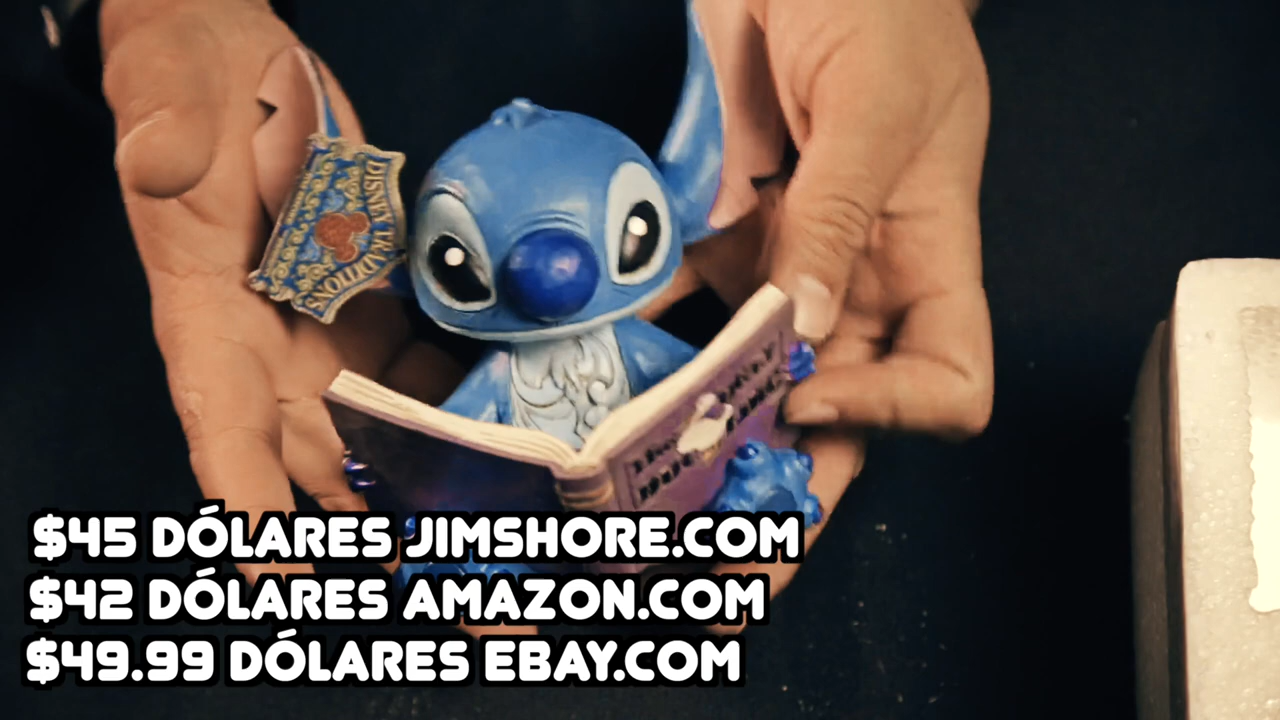 DISNEY TRADITIONS
$45 DÓLARES JIMSHORE.COM
$42 DÓLARES AMAZON.COM
$49.99 DÓLARES EBAY.COM